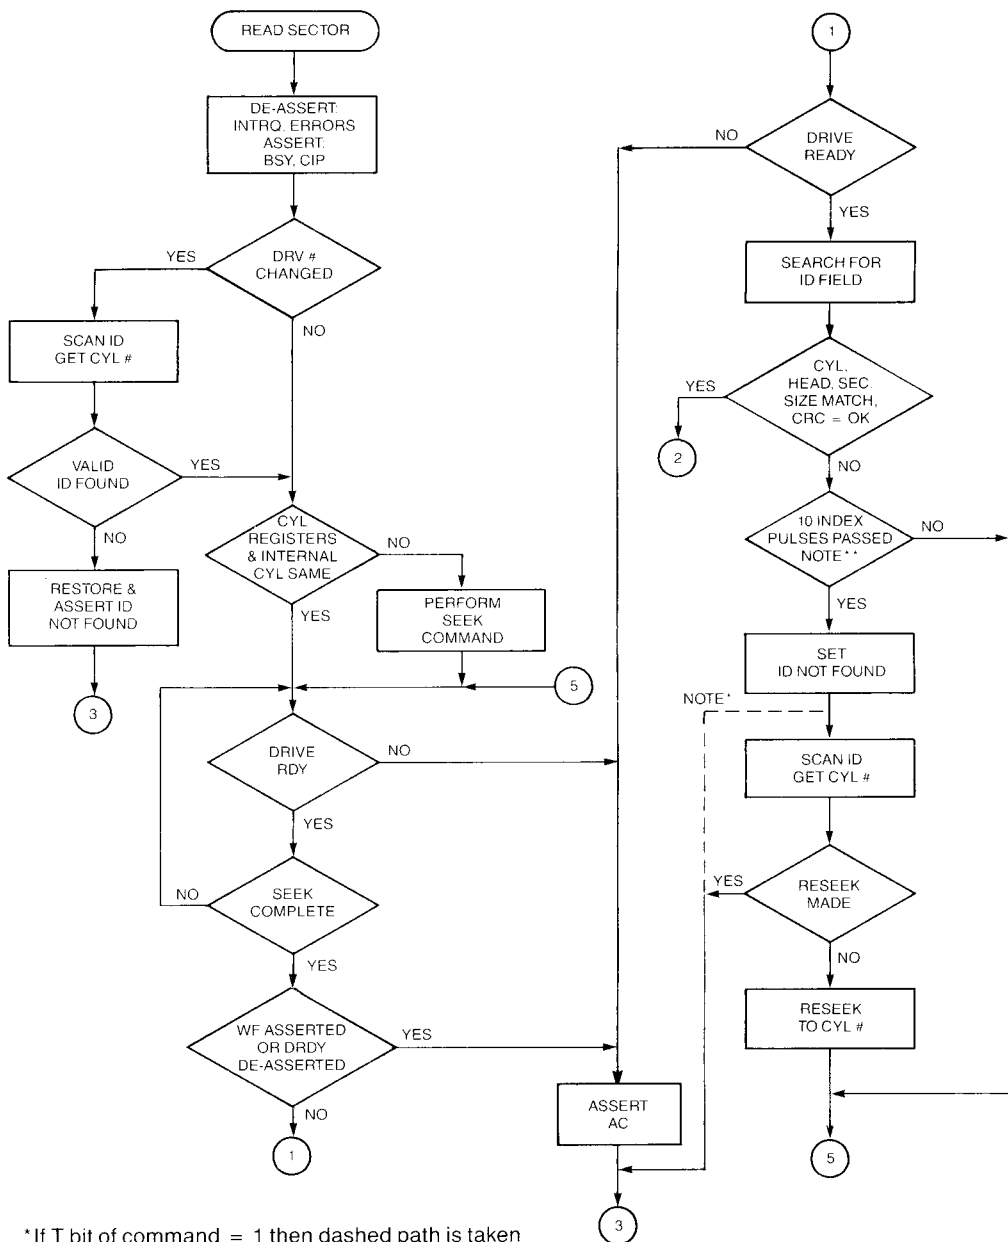 READ SECTOR
DE-ASSERT:
INTRQ. ERRORS
ASSERT:
BSY, CIP
DRV #
CHANGED
YES
NO
SCAN ID
GET CYL #
VALID
ID FOUND
YES
NO
RESTORE &
ASSERT ID
NOT FOUND
3
CYL
REGISTERS
& INTERNAL
CYL SAME
NO
YES
PERFORM
SEEK
COMMAND
5
DRIVE
RDY
NO
YES
SEEK
COMPLETE
NO
YES
WF ASSERTED
OR DRDY
DE-ASSERTED
YES
NO
1
1
DRIVE
READY
NO
YES
SEARCH FOR
ID FIELD
CYL,
HEAD, SEC.
SIZE MATCH,
CRC = OK
YES
2
NO
10 INDEX
PULSES PASSED
NOTE**
NO
YES
SET
ID NOT FOUND
NOTE*
SCAN ID
GET CYL #
RESEEK
MADE
YES
NO
RESEEK
TO CYL #
5
ASSERT
AC
3
*If T bit of command = 1 then dashed path is taken